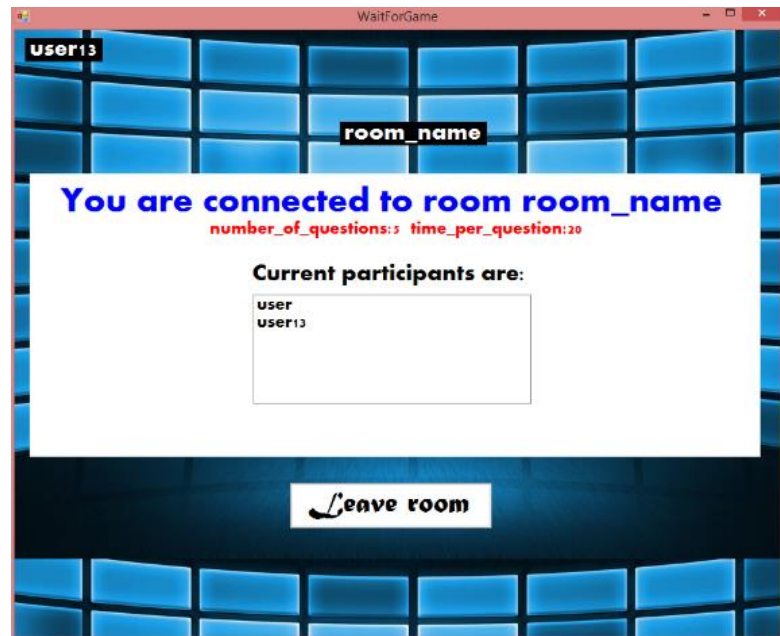 WaitForGame
user13
room_name
You are connected to room room_name
number_of_questions:5 time_per_question:20
Current participants are:
user
user13
Leave room